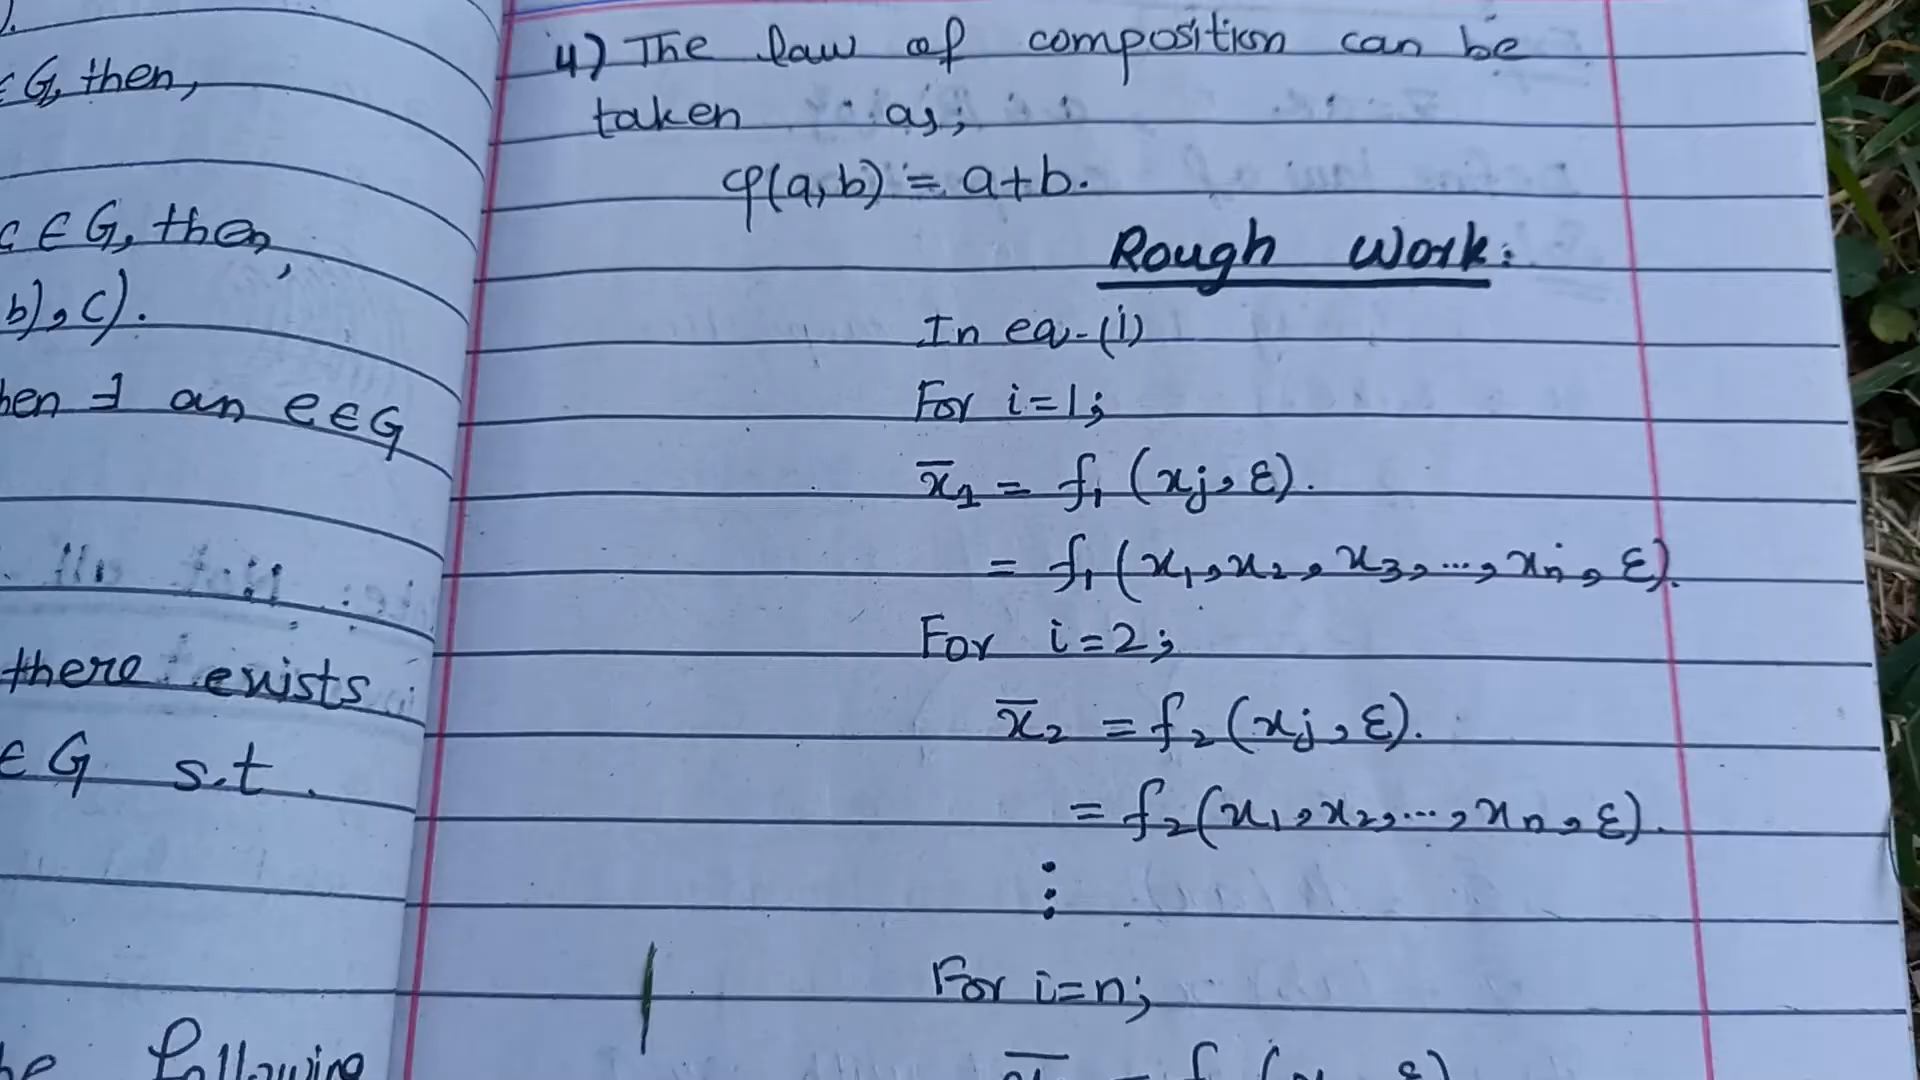 ).
∈ G, then,
c ∈ G, then,
b), c).
hen ∃ an e ∈ G
there exists
∈ G s.t.
following
4) The law of composition can be
taken as;
φ(a,b) = a+b.
Rough Work:
In eq-(i)
For i=1;
x̄₁ = f₁ (xj, ε).
= f₁ (x₁, x₂, x₃, ..., xn, ε).
For i=2;
x̄₂ = f₂ (xj, ε).
= f₂ (x₁, x₂, ..., xn, ε).
⋮
For i=n;